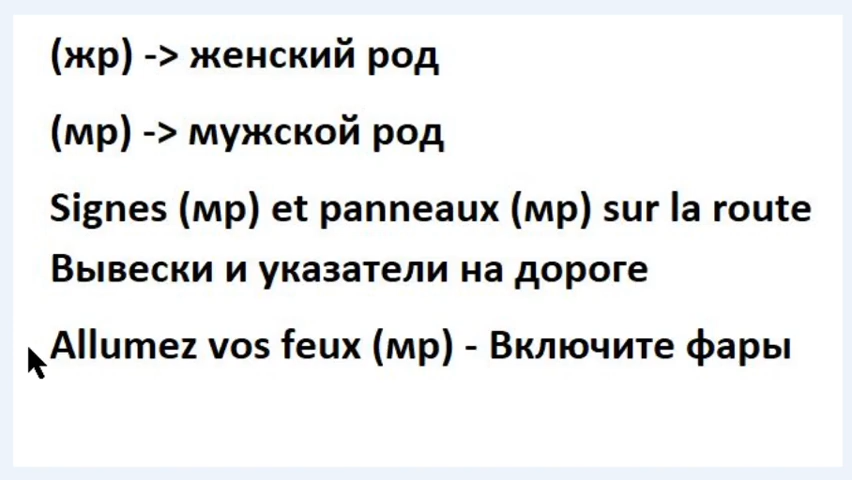 (жр) -> женский род
(мр) -> мужской род
Signes (мр) et panneaux (мр) sur la route
Вывески и указатели на дороге
Allumez vos feux (мр) - Включите фары